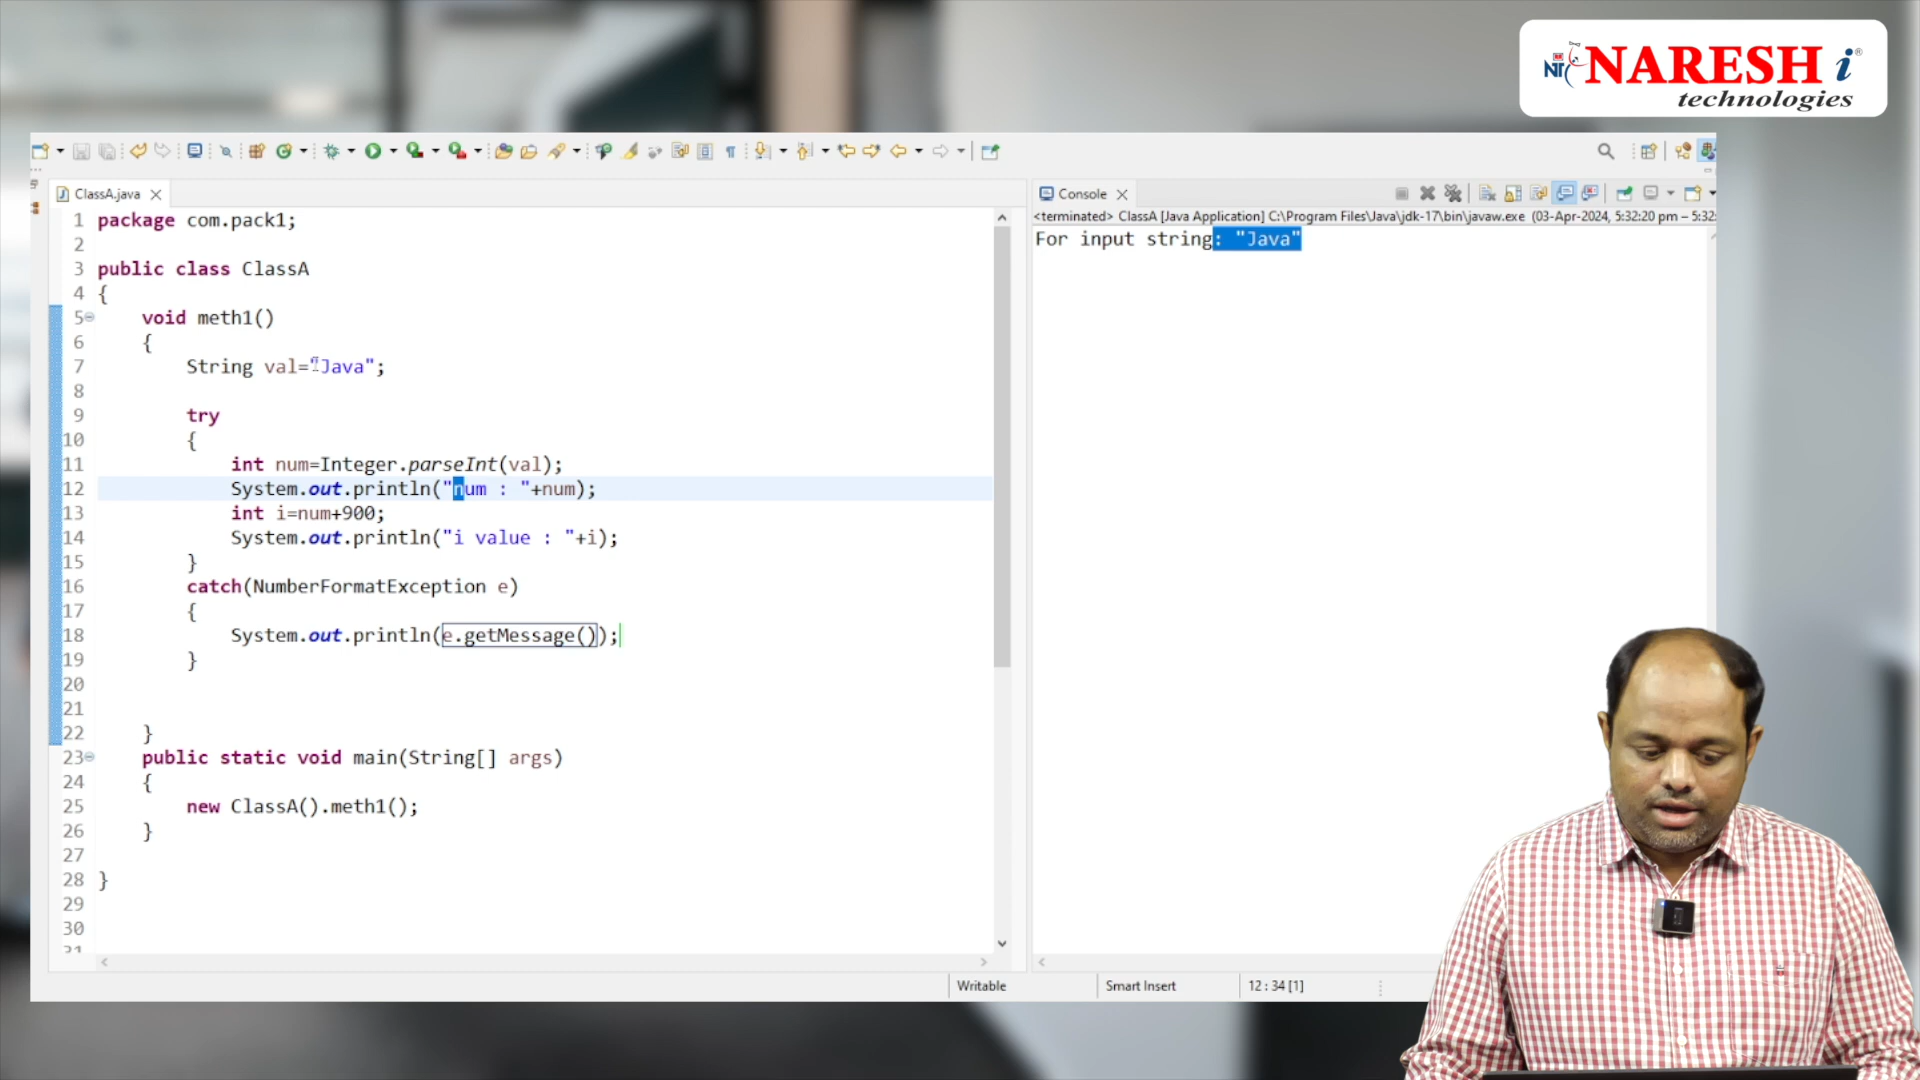 NARESH i
technologies
ClassA.java
1 package com.pack1;
2
3 public class ClassA
4 {
5 void meth1()
6 {
7 String val="Java";
8
9 try
10 {
11 int num=Integer.parseInt(val);
12 System.out.println("num : "+num);
13 int i=num+900;
14 System.out.println("i value : "+i);
15 }
16 catch(NumberFormatException e)
17 {
18 System.out.println(e.getMessage());
19 }
20
21
22 }
23 public static void main(String[] args)
24 {
25 new ClassA().meth1();
26 }
27
28 }
29
30
31
Console
<terminated> ClassA [Java Application] C:\Program Files\Java\jdk-17\bin\javaw.exe (03-Apr-2024, 5:32:20 pm – 5:32:
For input string: "Java"
Writable
Smart Insert
12 : 34 [1]